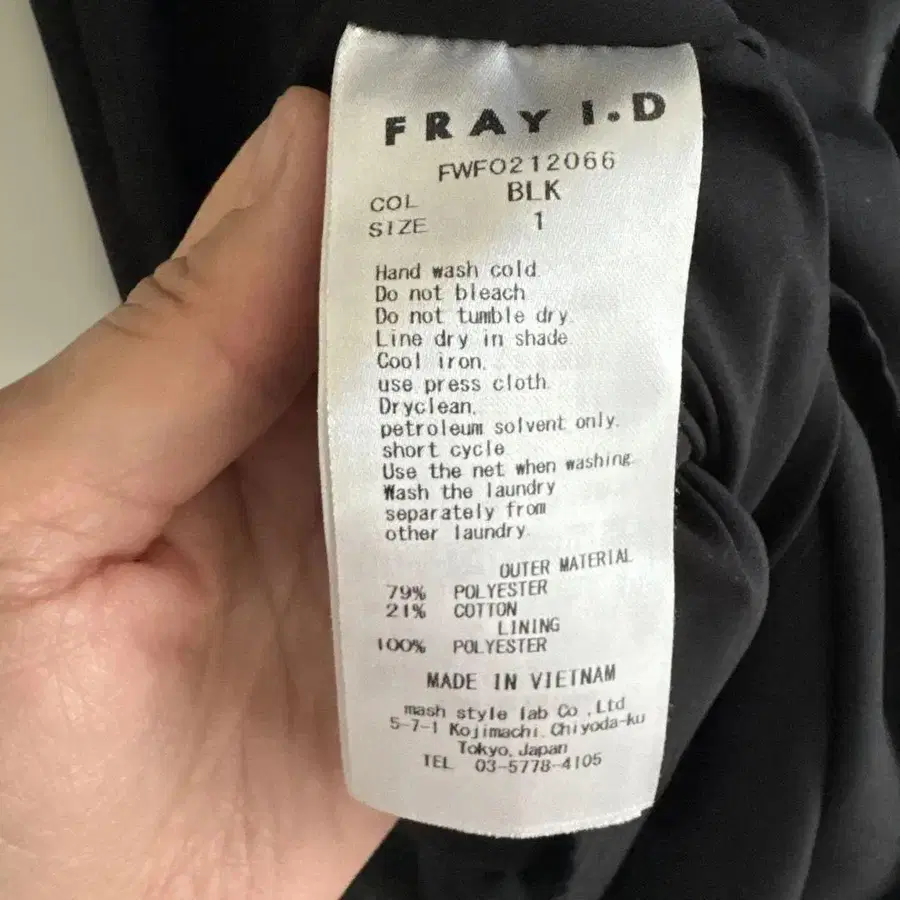 FRAY I.D
FWFO212066
COL BLK
SIZE 1
Hand wash cold
Do not bleach
Do not tumble dry.
Line dry in shade
Cool iron,
use press cloth.
Dryclean,
petroleum solvent only.
short cycle
Use the net when washing.
Wash the laundry
separately from
other laundry.
OUTER MATERIAL
79% POLYESTER
21% COTTON
LINING
100% POLYESTER
MADE IN VIETNAM
mash style lab Co.,Ltd
5-7-1 Kojimachi, Chiyoda-ku
Tokyo, Japan
TEL 03-5778-4105